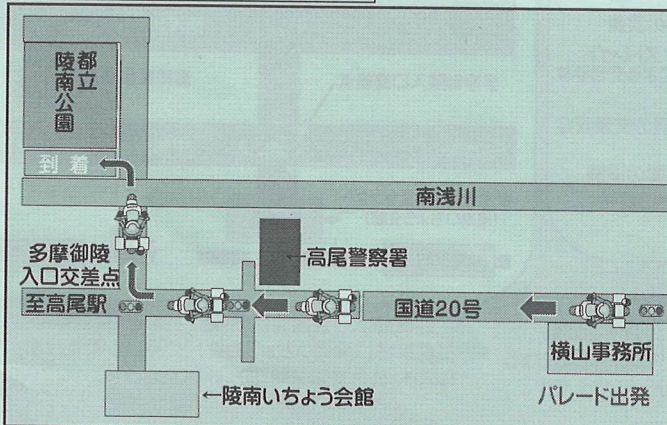 都立
陵南公園
到着
南浅川
多摩御陵
入口交差点
←高尾警察署
至高尾駅
国道20号
横山事務所
←陵南いちょう会館
パレード出発